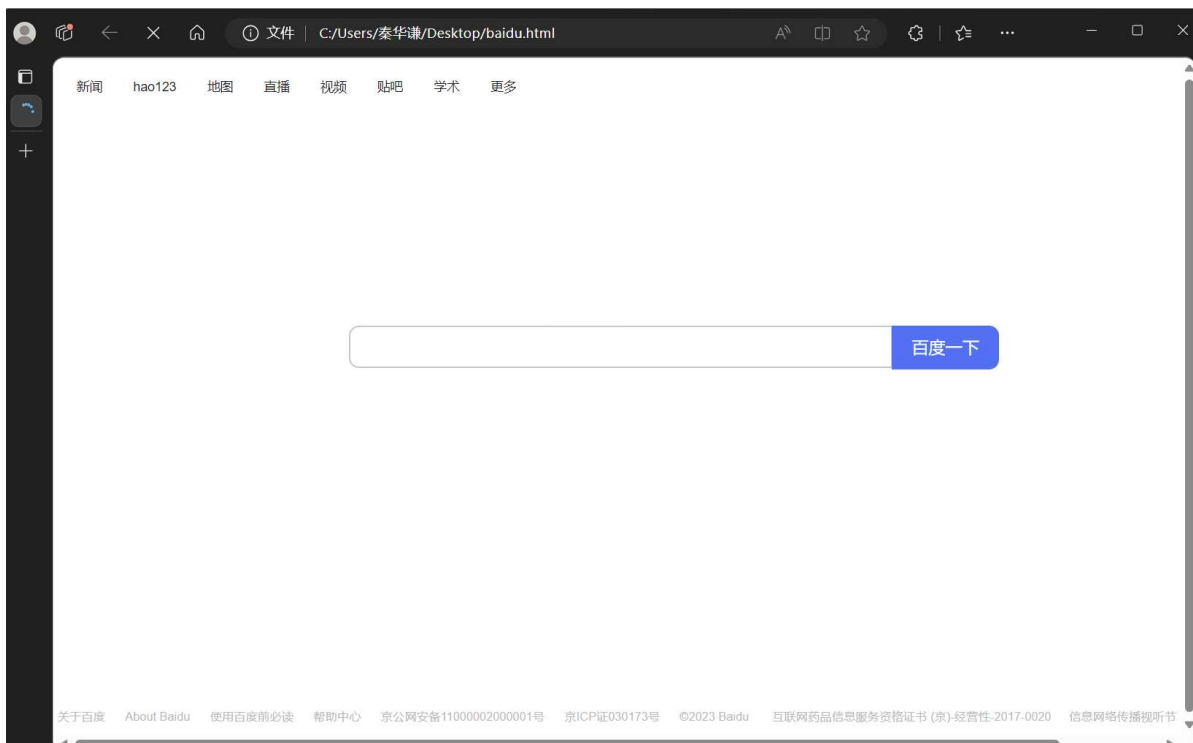 文件 C:/Users/秦华谦/Desktop/baidu.html
新闻 hao123 地图 直播 视频 贴吧 学术 更多
百度一下
关于百度 About Baidu 使用百度前必读 帮助中心 京公网安备11000002000001号 京ICP证030173号 ©2023 Baidu 互联网药品信息服务资格证书 (京)-经营性-2017-0020 信息网络传播视听节